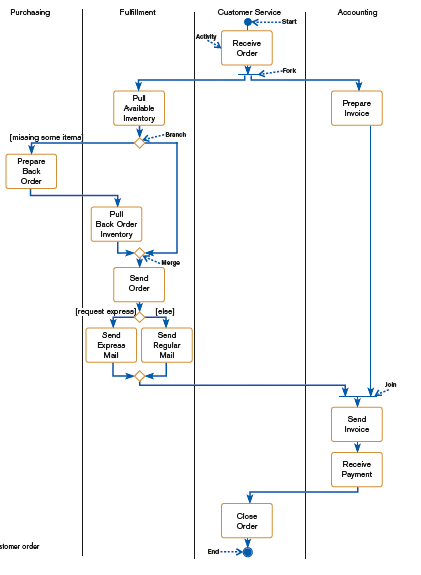 Purchasing
Fulfillment
Customer Service
Accounting
Start
Activity
Receive
Order
Fork
Pull
Available
Inventory
Prepare
Invoice
Branch
[missing some items]
Prepare
Back
Order
Pull
Back Order
Inventory
Merge
Send
Order
[request express]
[else]
Send
Express
Mail
Send
Regular
Mail
Join
Send
Invoice
Receive
Payment
Close
Order
stomer order
End